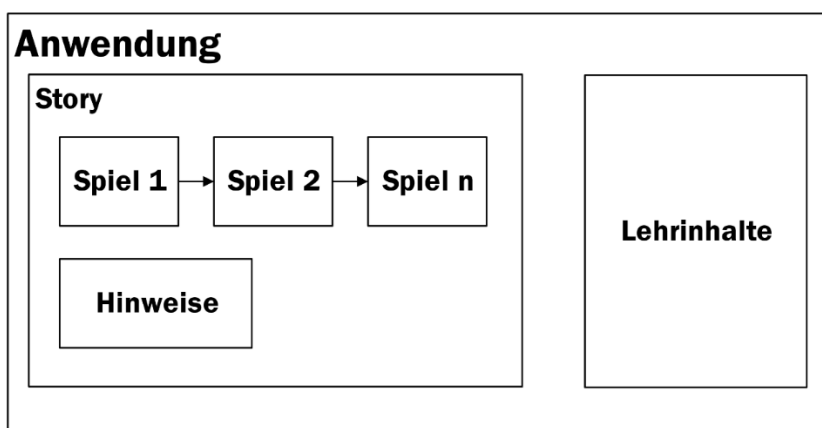 Anwendung
Story
Spiel 1
Spiel 2
Spiel n
Lehrinhalte
Hinweise